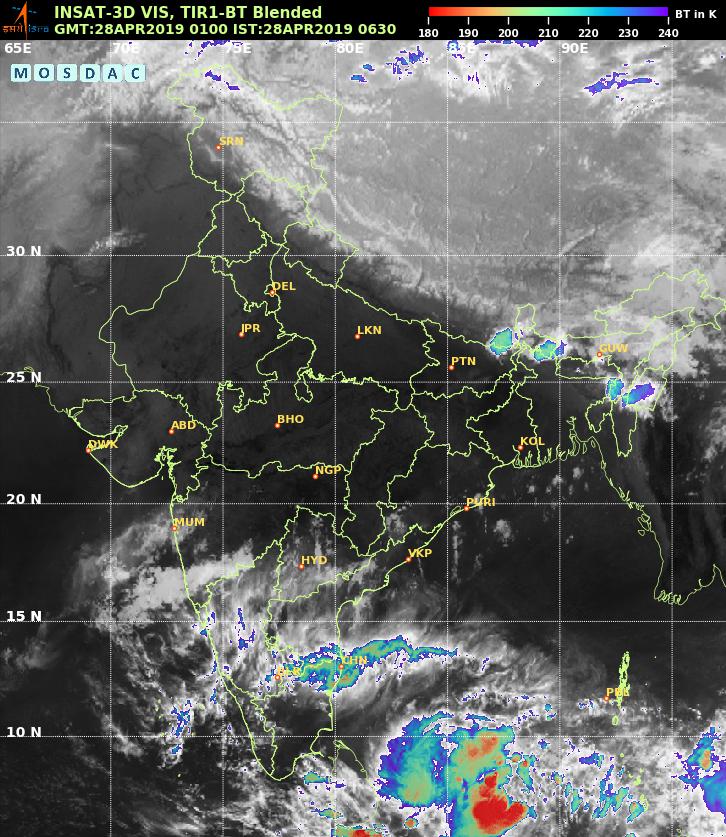 INSAT-3D VIS, TIR1-BT Blended
GMT:28APR2019 0100 IST:28APR2019 0630
BT in K
180 190 200 210 220 230 240
65E 70E 75E 80E 85E 90E
MOSDAC
SRN
30 N
DEL
JPR LKN
GUW
PTN
25 N
ABD BHO
DWK KOL
NGP
20 N PURI
MUM
HYD VKP
15 N
CHN
PBL
10 N